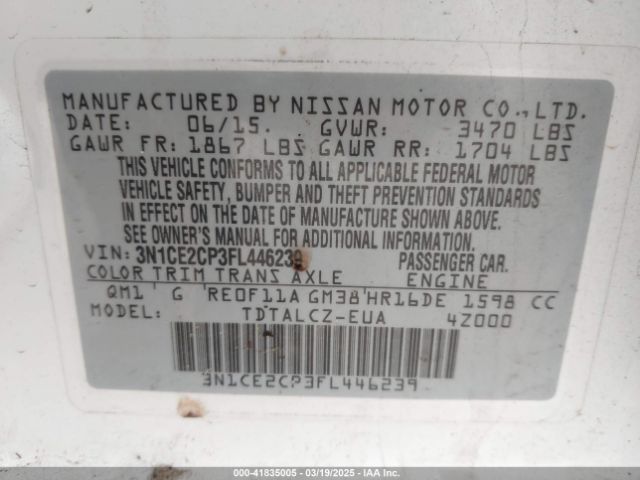 MANUFACTURED BY NISSAN MOTOR CO.,LTD.
DATE: 06/15. GVWR: 3470 LBS
GAWR FR: 1867 LBS GAWR RR: 1704 LBS
THIS VEHICLE CONFORMS TO ALL APPLICABLE FEDERAL MOTOR
VEHICLE SAFETY, BUMPER AND THEFT PREVENTION STANDARDS
IN EFFECT ON THE DATE OF MANUFACTURE SHOWN ABOVE.
SEE OWNER'S MANUAL FOR ADDITIONAL INFORMATION.
VIN: 3N1CE2CP3FL446239 PASSENGER CAR.
COLOR TRIM TRANS AXLE ENGINE
QM1 G RE0F11A GM38 HR16DE 1598 CC
MODEL: TDTALCZ-EUA 4Z000
3N1CE2CP3FL446239
000-41835005 - 03/19/2025 - IAA Inc.